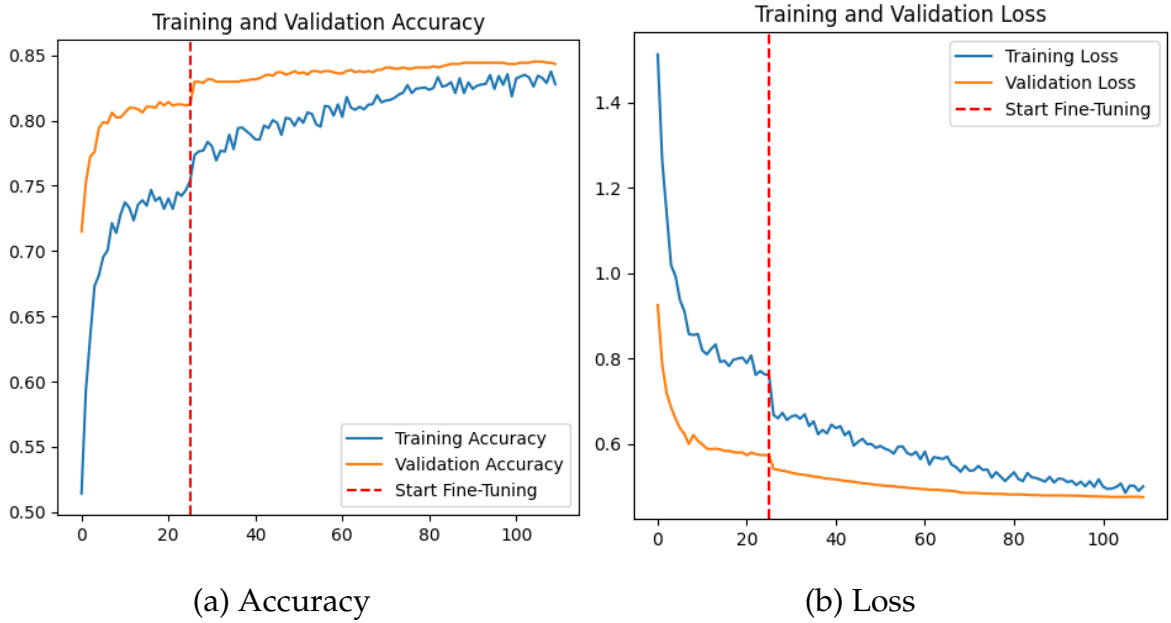 Training and Validation Accuracy
0.85
0.80
0.75
0.70
0.65
0.60
0.55
0.50
0
20
40
60
80
100
Training Accuracy
Validation Accuracy
Start Fine-Tuning
(a) Accuracy
Training and Validation Loss
1.4
1.2
1.0
0.8
0.6
0
20
40
60
80
100
Training Loss
Validation Loss
Start Fine-Tuning
(b) Loss